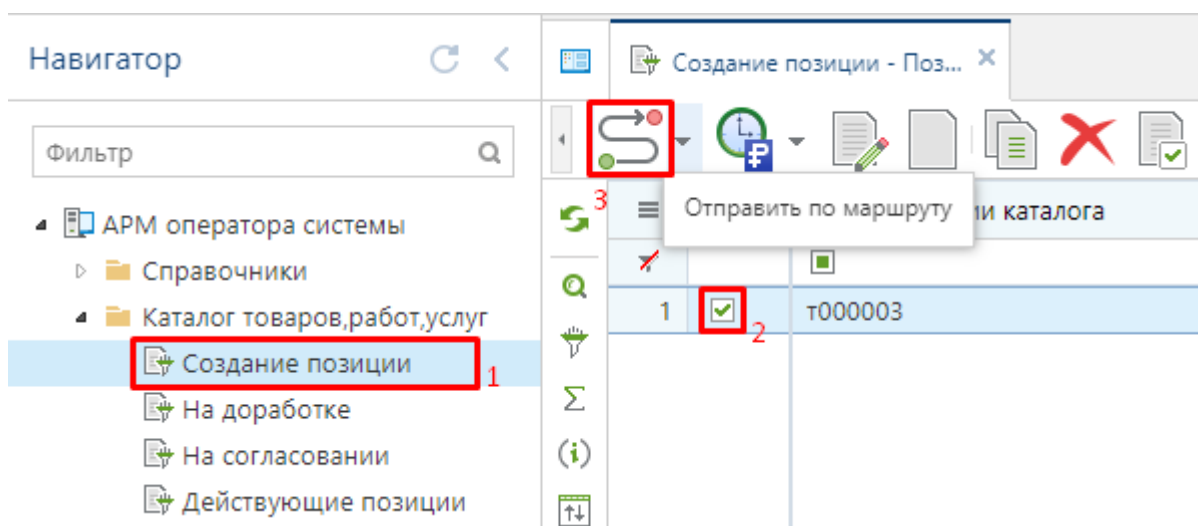 Навигатор
Создание позиции - Поз...
Фильтр
3
Отправить по маршруту
ии каталога
АРМ оператора системы
Справочники
Каталог товаров,работ,услуг
1
т000003
2
Создание позиции
1
На доработке
На согласовании
Действующие позиции